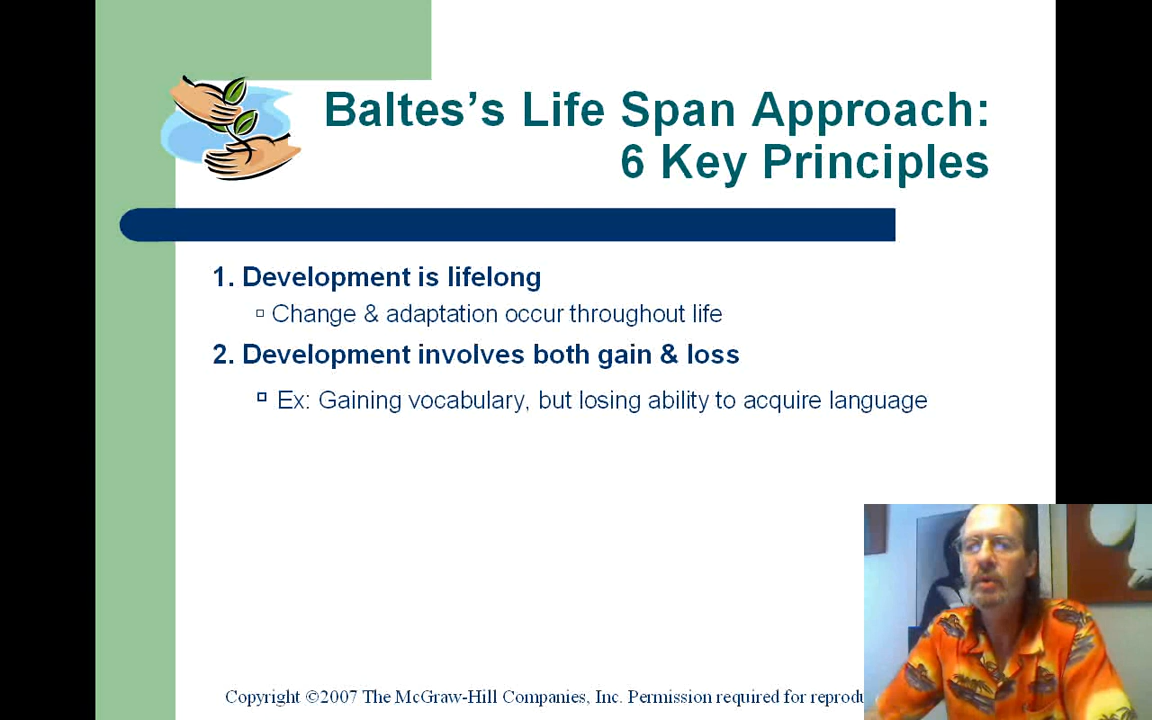 Baltes’s Life Span Approach:
6 Key Principles
1. Development is lifelong
Change & adaptation occur throughout life
2. Development involves both gain & loss
Ex: Gaining vocabulary, but losing ability to acquire language
Copyright ©2007 The McGraw-Hill Companies, Inc. Permission required for